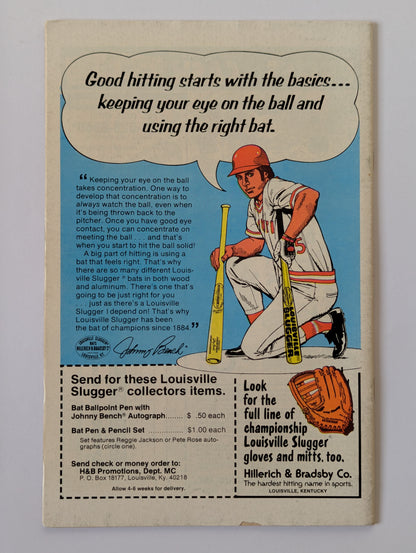 Good hitting starts with the basics...
keeping your eye on the ball and
using the right bat.
“Keeping your eye on the ball
takes concentration. One way to
develop that concentration is to
always watch the ball, even when
it's being thrown back to the
pitcher. Once you have good eye
contact, you can concentrate on
meeting the ball . . . and that's
when you start to hit the ball solid!
A big part of hitting is using a
bat that feels right. That's why
there are so many different Louis-
ville Slugger® bats in both wood
and aluminum. There's one that's
going to be just right for you
. . . just as there's a Louisville
Slugger I depend on! That's why
Louisville Slugger has been
the bat of champions since 1884.”
LOUISVILLE SLUGGER
BATS
HILLERICH & BRADSBY Cº
LOUISVILLE, KY.
Johnny Bench
5
LOUISVILLE
SLUGGER
Send for these Louisville
Slugger® collectors items.
Bat Ballpoint Pen with
Johnny Bench® Autograph....... $ .50 each
Bat Pen & Pencil Set .............. $1.00 each
Set features Reggie Jackson or Pete Rose auto-
graphs (circle one).
Send check or money order to:
H&B Promotions, Dept. MC
P. O. Box 18177, Louisville, Ky. 40218
Allow 4-6 weeks for delivery.
Look
for the
full line of
championship
Louisville Slugger®
gloves and mitts, too.
Hillerich & Bradsby Co.
The hardest hitting name in sports.
LOUISVILLE, KENTUCKY